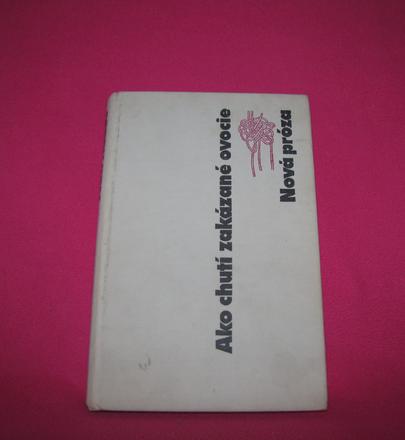 Ako chutí zakázané ovocie
Nová próza